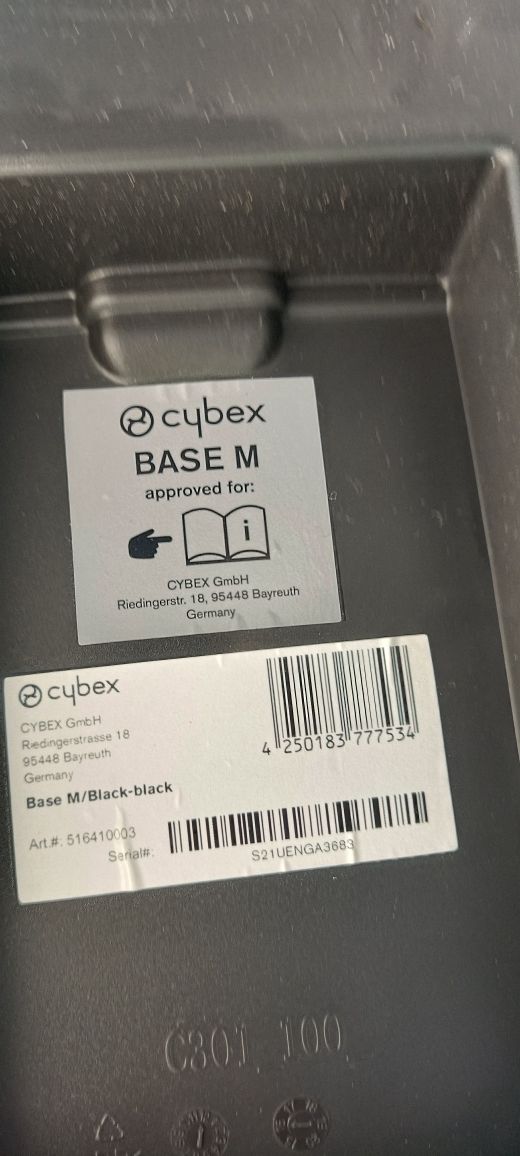 cybex
BASE M
approved for:
i
CYBEX GmbH
Riedingerstr. 18, 95448 Bayreuth
Germany
cybex
CYBEX GmbH
Riedingerstrasse 18
95448 Bayreuth
Germany
4 250183 777534
Base M/Black-black
Art.#: 516410003
Serial#:
S21UENGA3683
C301 100